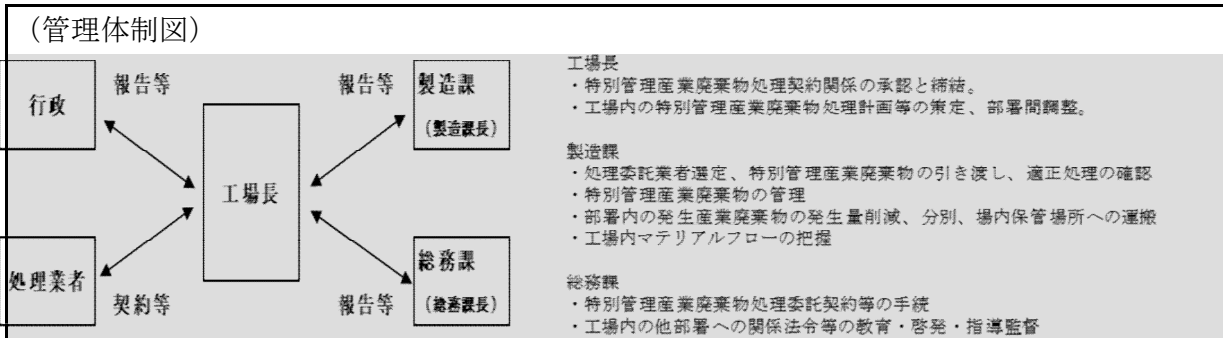 （管理体制図）
行政
報告等
報告等
製造課
（製造課長）
工場長
処理業者
契約等
報告等
総務課
（総務課長）
工場長
・特別管理産業廃棄物処理契約関係の承認と締結。
・工場内の特別管理産業廃棄物処理計画等の策定、部署間調整。
製造課
・処理委託業者選定、特別管理産業廃棄物の引き渡し、適正処理の確認
・特別管理産業廃棄物の管理
・部署内の発生産業廃棄物の発生量削減、分別、場内保管場所への運搬
・工場内マテリアルフローの把握
総務課
・特別管理産業廃棄物処理委託契約等の手続
・工場内の他部署への関係法令等の教育・啓発・指導監督